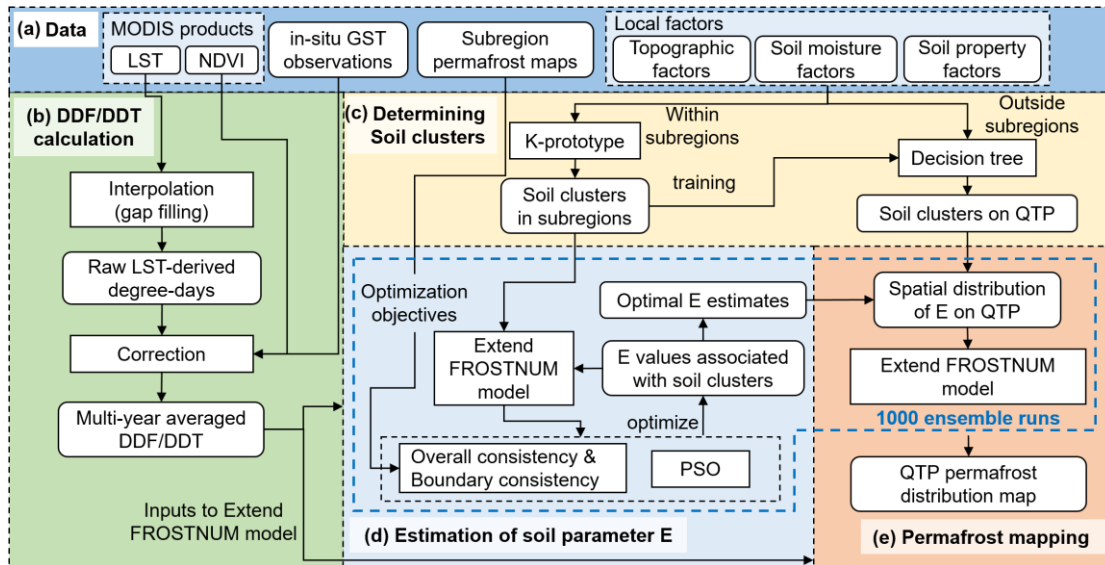 (a) Data
MODIS products
LST
NDVI
in-situ GST
observations
Subregion
permafrost maps
Local factors
Topographic
factors
Soil moisture
factors
Soil property
factors
(b) DDF/DDT
calculation
Interpolation
(gap filling)
Raw LST-derived
degree-days
Correction
Multi-year averaged
DDF/DDT
Inputs to Extend
FROSTNUM model
(c) Determining
Soil clusters
K-prototype
Within
subregions
Outside
subregions
Decision tree
training
Soil clusters
in subregions
Soil clusters on QTP
Optimization
objectives
Optimal E estimates
Extend
FROSTNUM
model
E values associated
with soil clusters
optimize
Overall consistency &
Boundary consistency
PSO
(d) Estimation of soil parameter E
Spatial distribution
of E on QTP
Extend FROSTNUM
model
1000 ensemble runs
QTP permafrost
distribution map
(e) Permafrost mapping